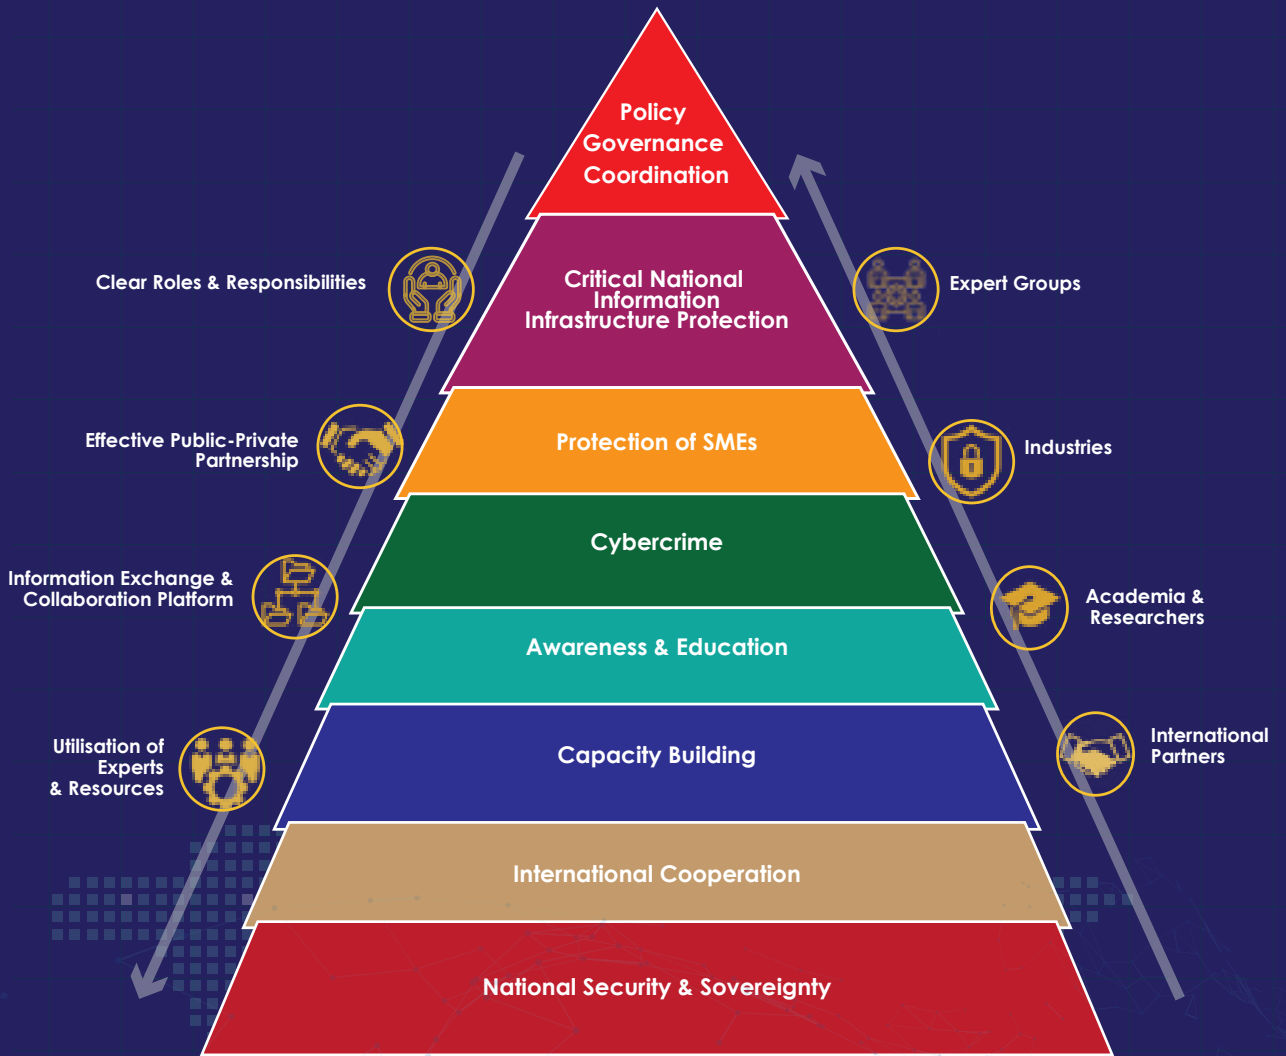 Policy
Governance
Coordination
Clear Roles & Responsibilities
Critical National
Information
Infrastructure Protection
Expert Groups
Effective Public-Private
Partnership
Protection of SMEs
Industries
Cybercrime
Information Exchange &
Collaboration Platform
Academia &
Researchers
Awareness & Education
Utilisation of
Experts
& Resources
Capacity Building
International
Partners
International Cooperation
National Security & Sovereignty